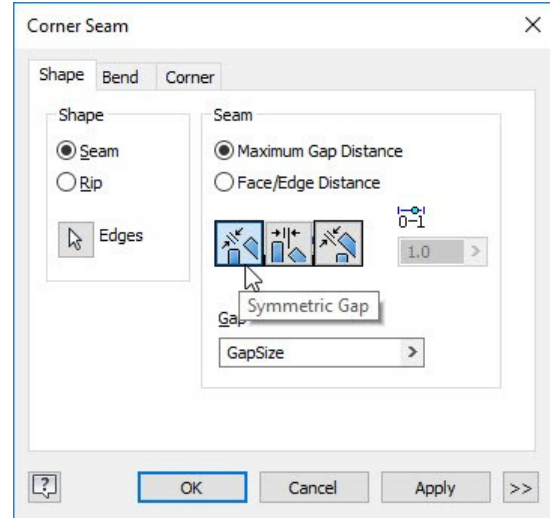 Corner Seam
Shape Bend Corner
Shape
Seam
Rip
Edges
Seam
Maximum Gap Distance
Face/Edge Distance
0-1
1.0 >
Symmetric Gap
Gap
GapSize >
? OK Cancel Apply >>